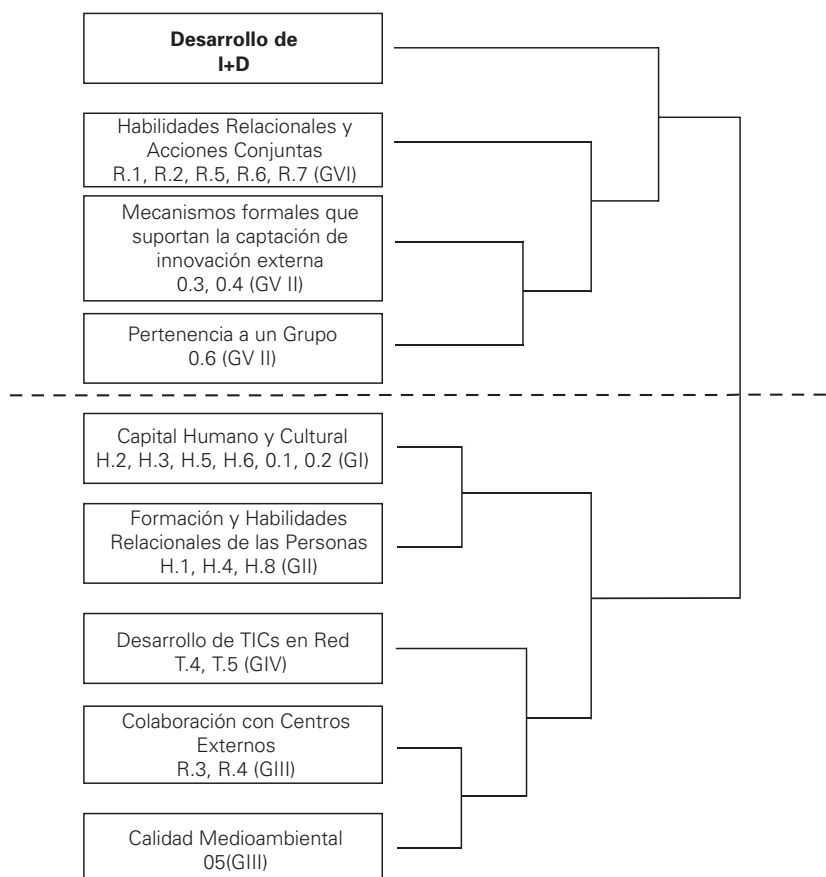 Desarrollo de
I+D
Habilidades Relacionales y
Acciones Conjuntas
R.1, R.2, R.5, R.6, R.7 (GVI)
Mecanismos formales que
suportan la captación de
innovación externa
0.3, 0.4 (GV II)
Pertenencia a un Grupo
0.6 (GV II)
Capital Humano y Cultural
H.2, H.3, H.5, H.6, 0.1, 0.2 (GI)
Formación y Habilidades
Relacionales de las Personas
H.1, H.4, H.8 (GII)
Desarrollo de TICs en Red
T.4, T.5 (GIV)
Colaboración con Centros
Externos
R.3, R.4 (GIII)
Calidad Medioambiental
05(GIII)